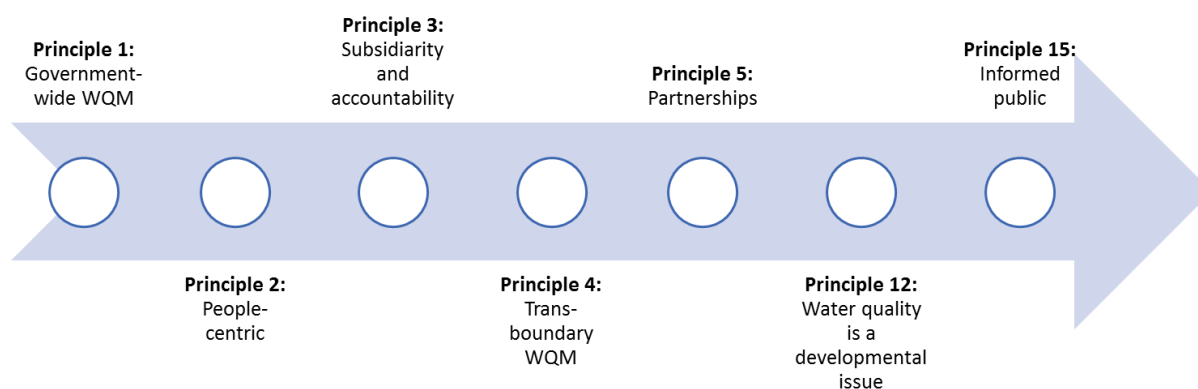 Principle 1:
Government-
wide WQM
Principle 2:
People-
centric
Principle 3:
Subsidiarity
and
accountability
Principle 4:
Trans-
boundary
WQM
Principle 5:
Partnerships
Principle 12:
Water quality
is a
developmental
issue
Principle 15:
Informed
public